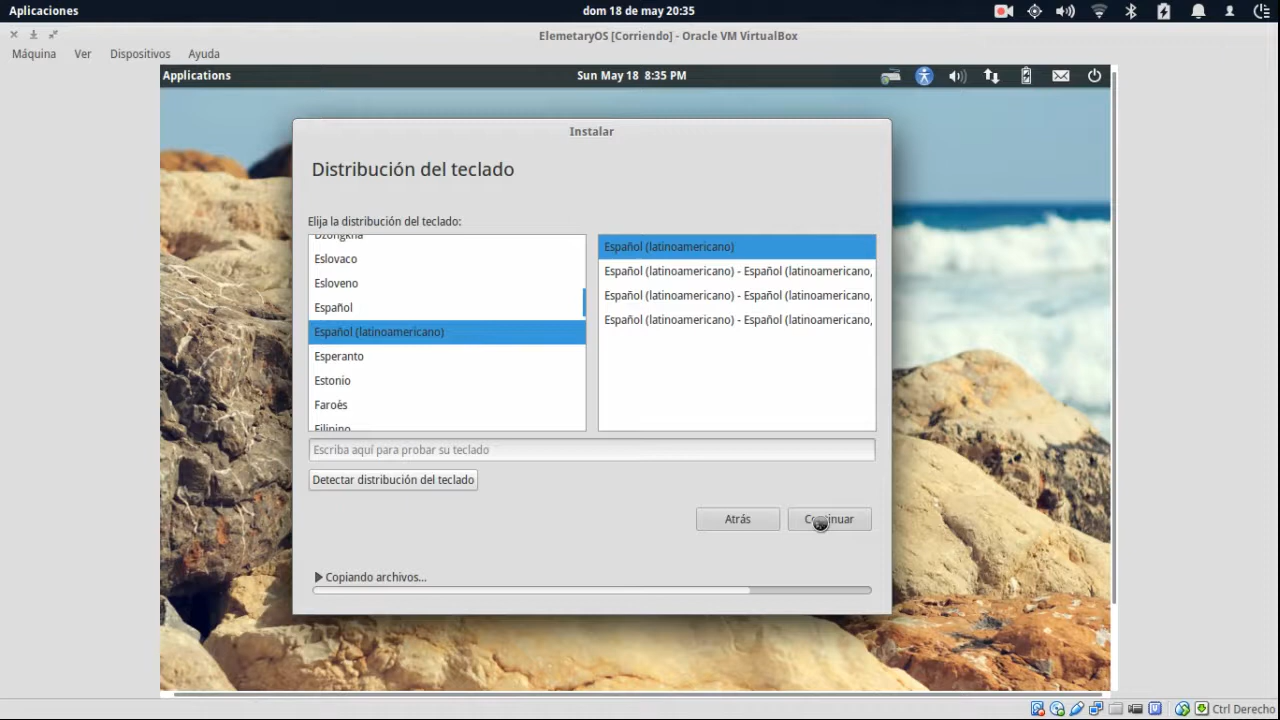 Aplicaciones
dom 18 de may 20:35
ElemetaryOS [Corriendo] - Oracle VM VirtualBox
Máquina Ver Dispositivos Ayuda
Applications
Sun May 18 8:35 PM
Instalar
Distribución del teclado
Elija la distribución del teclado:
Dzongkha
Eslovaco
Esloveno
Español
Español (latinoamericano)
Esperanto
Estonio
Faroés
Filipino
Español (latinoamericano)
Español (latinoamericano) - Español (latinoamericano,
Español (latinoamericano) - Español (latinoamericano,
Español (latinoamericano) - Español (latinoamericano,
Escriba aquí para probar su teclado
Detectar distribución del teclado
Atrás
Continuar
Copiando archivos...
Ctrl Derecho